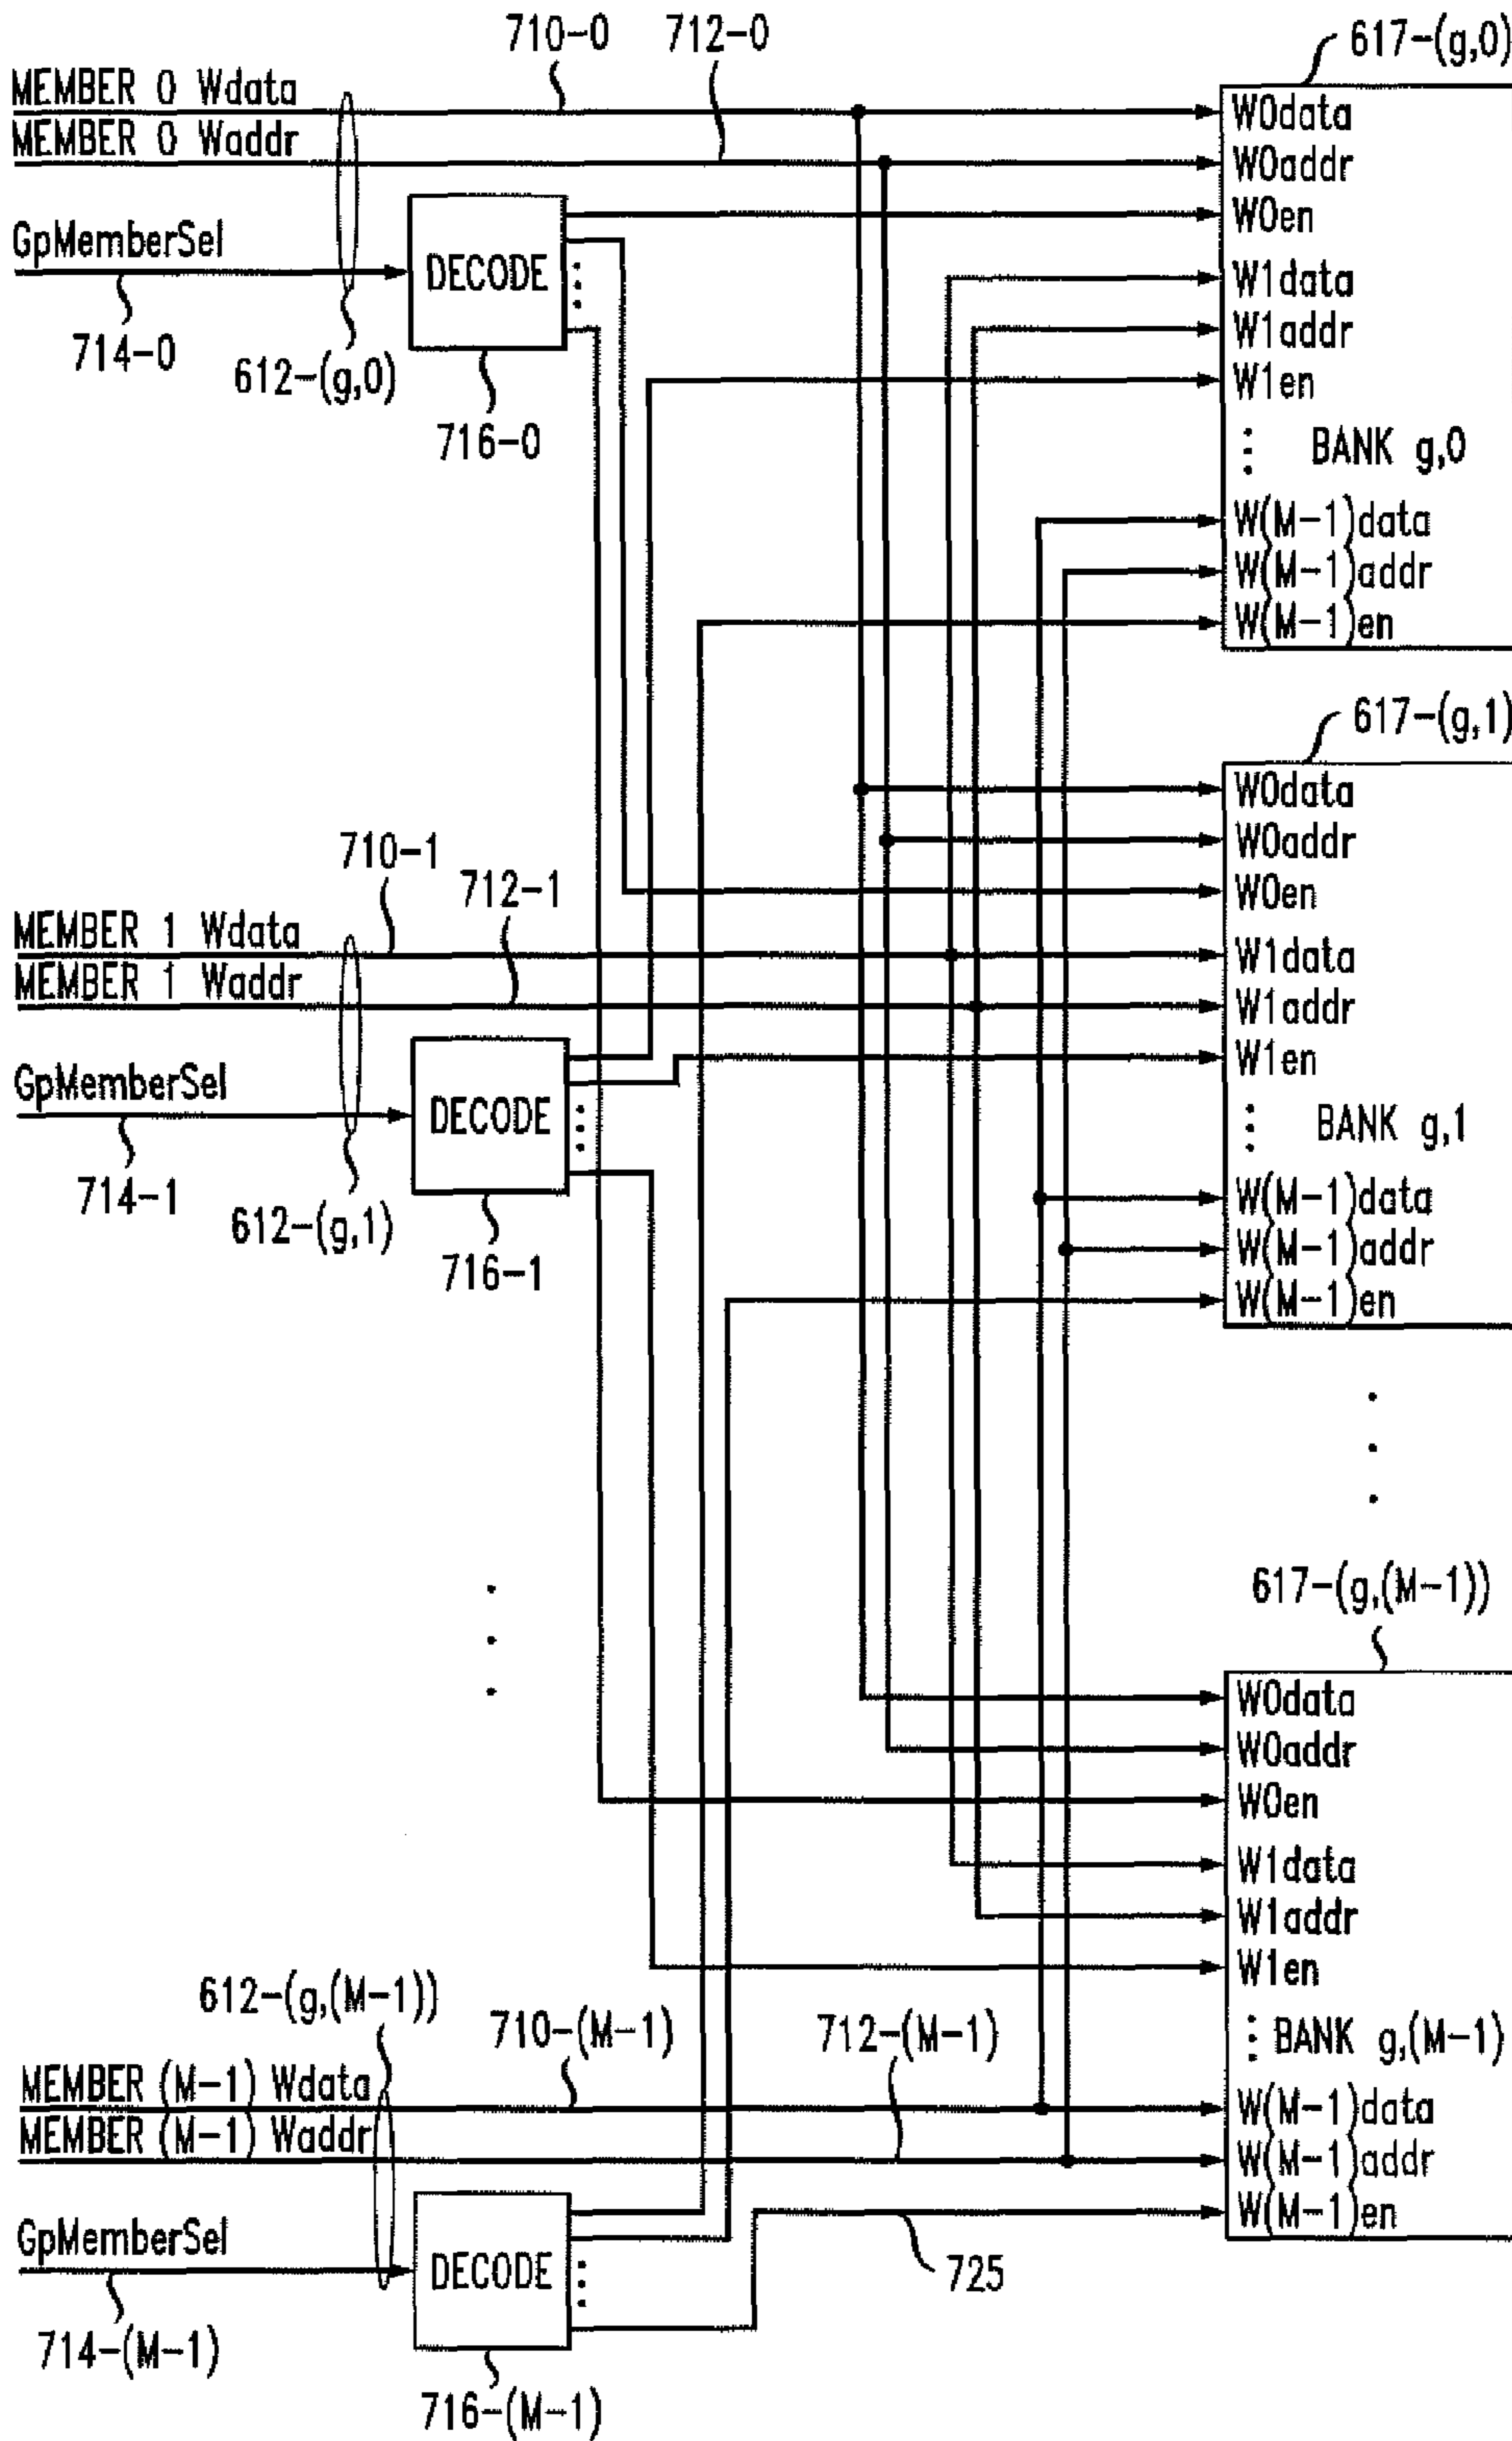 710-0
712-0
617-(g,0)
MEMBER 0 Wdata
MEMBER 0 Waddr
GpMemberSel
714-0
612-(g,0)
DECODE
716-0
W0data
W0addr
W0en
W1data
W1addr
W1en
BANK g,0
W(M-1)data
W(M-1)addr
W(M-1)en
617-(g,1)
710-1
712-1
MEMBER 1 Wdata
MEMBER 1 Waddr
GpMemberSel
714-1
612-(g,1)
DECODE
716-1
W0data
W0addr
W0en
W1data
W1addr
W1en
BANK g,1
W(M-1)data
W(M-1)addr
W(M-1)en
617-(g,(M-1))
W0data
W0addr
W0en
W1data
W1addr
W1en
BANK g,(M-1)
W(M-1)data
W(M-1)addr
W(M-1)en
612-(g,(M-1))
710-(M-1)
712-(M-1)
MEMBER (M-1) Wdata
MEMBER (M-1) Waddr
GpMemberSel
714-(M-1)
DECODE
716-(M-1)
725